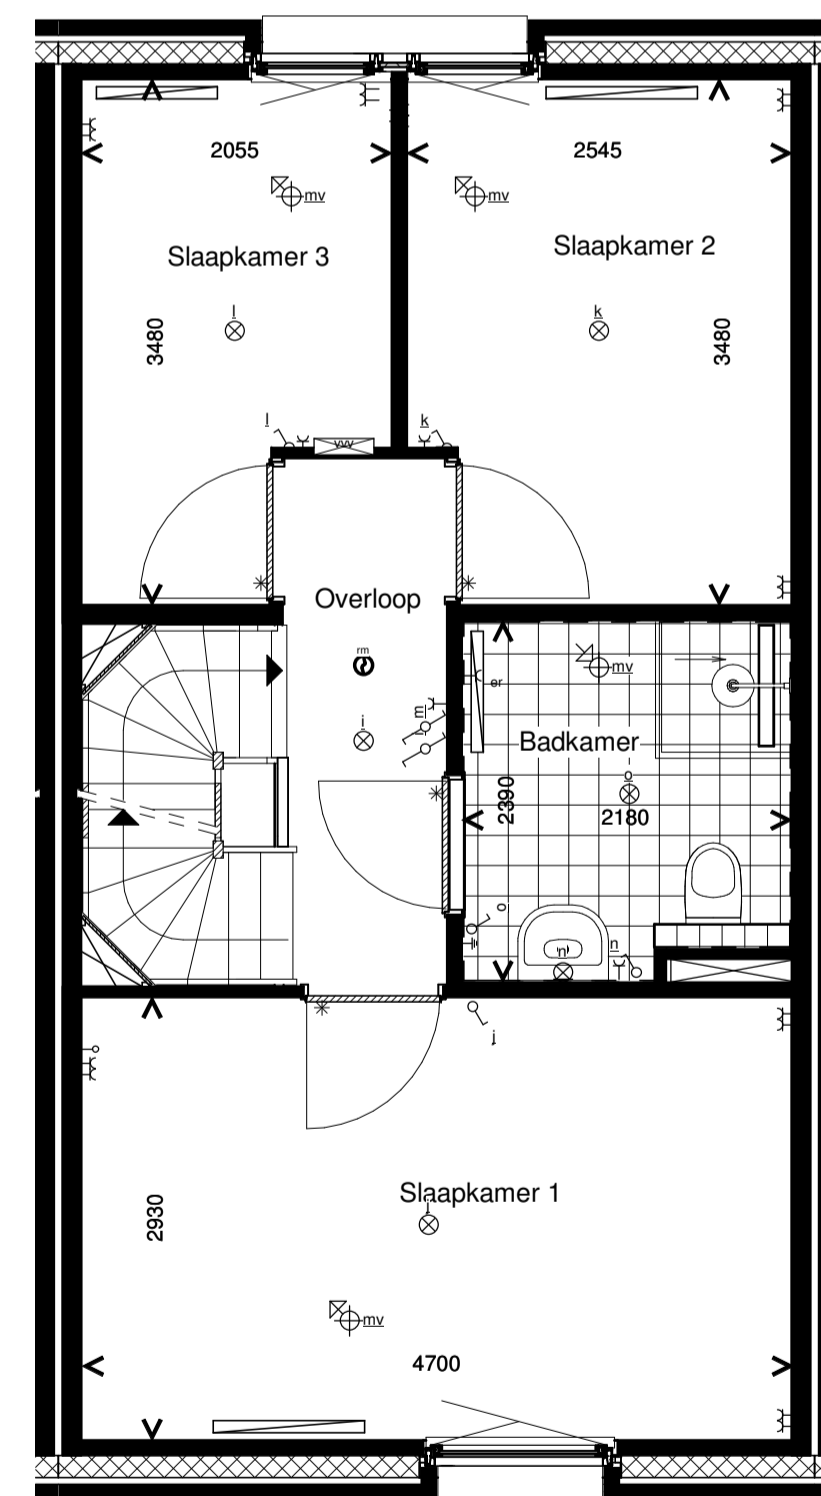 2055
2545
mv
mv
Slaapkamer 3
Slaapkamer 2
l
k
3480
3480
l
k
vvv
Overloop
rm
mv
er
m
i
Badkamer
o
2390
2180
o
n
n
j
Slaapkamer 1
j
2930
mv
4700